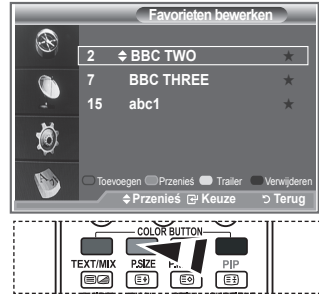 Favorieten bewerken
2 BBC TWO ★
7 BBC THREE ★
15 abc1 ★
Toevoegen Przenieś Trailer Verwijderen
Przenieś Keuze Terug
COLOR BUTTON
TEXT/MIX P.SIZE PIP